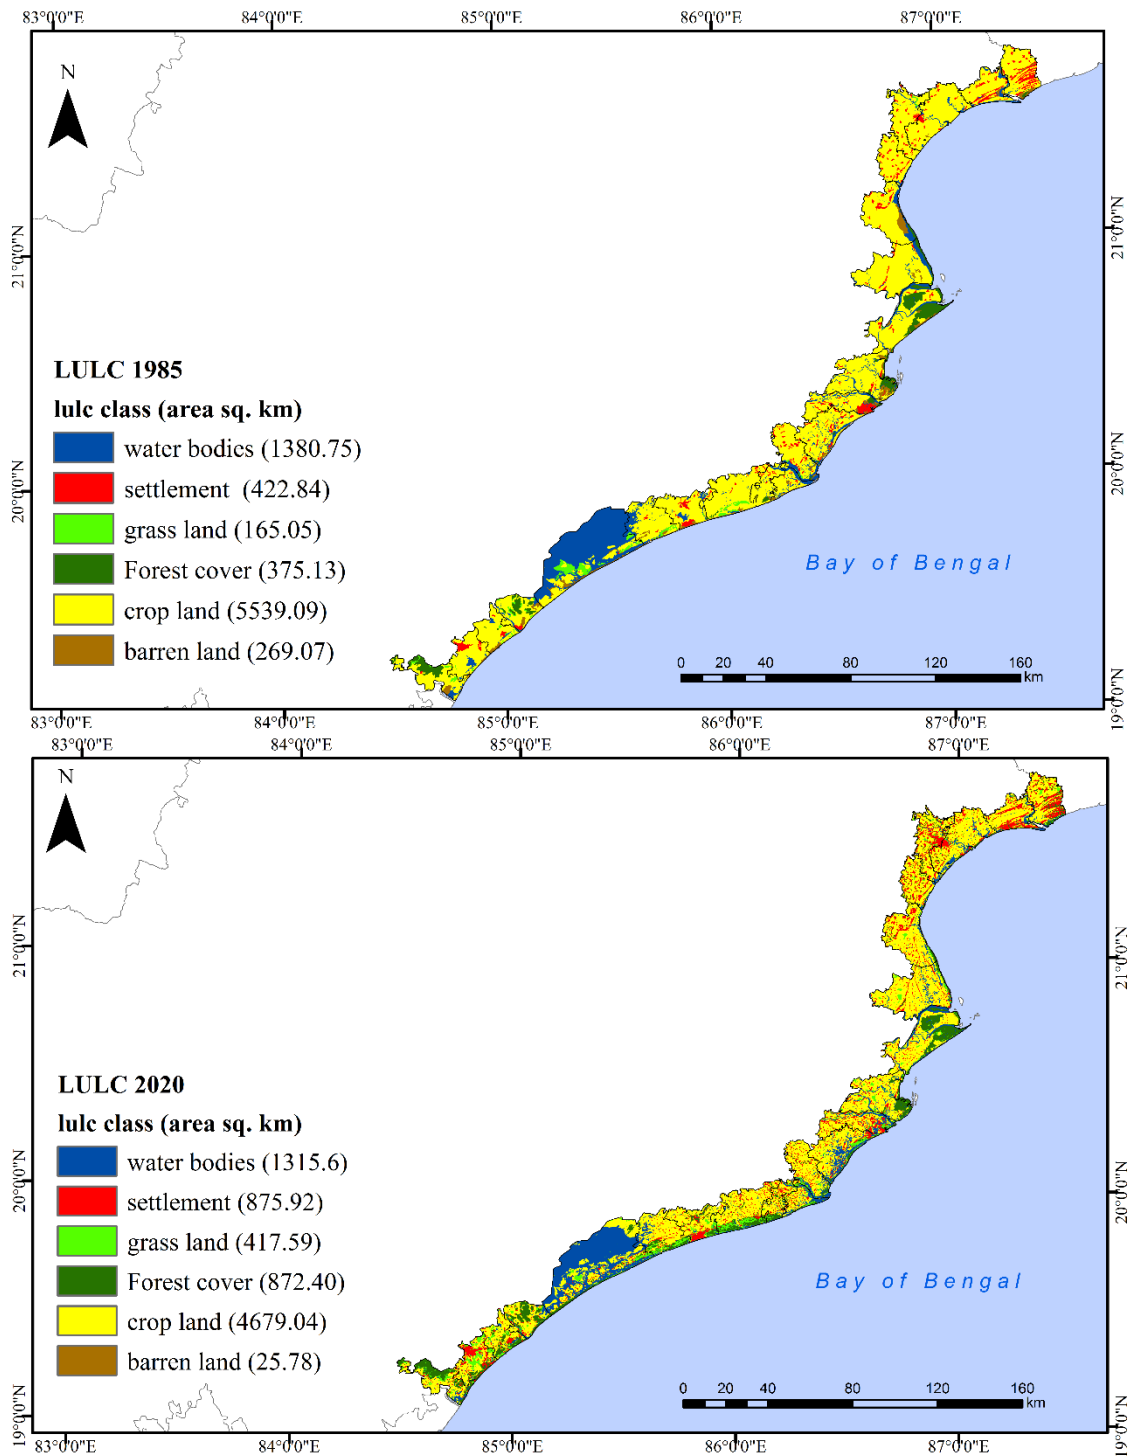 83°0'0"E 84°0'0"E 85°0'0"E 86°0'0"E 87°0'0"E
N
21°0'0"N
21°0'0"N
LULC 1985
lulc class (area sq. km)
water bodies (1380.75)
settlement (422.84)
grass land (165.05)
Forest cover (375.13)
crop land (5539.09)
barren land (269.07)
20°0'0"N
20°0'0"N
Bay of Bengal
0 20 40 80 120 160
km
19°0'0"N
83°0'0"E 84°0'0"E 85°0'0"E 86°0'0"E 87°0'0"E
83°0'0"E 84°0'0"E 85°0'0"E 86°0'0"E 87°0'0"E
N
21°0'0"N
21°0'0"N
LULC 2020
lulc class (area sq. km)
water bodies (1315.6)
settlement (875.92)
grass land (417.59)
Forest cover (872.40)
crop land (4679.04)
barren land (25.78)
20°0'0"N
20°0'0"N
Bay of Bengal
0 20 40 80 120 160
km
19°0'0"N
19°0'0"N
83°0'0"E 84°0'0"E 85°0'0"E 86°0'0"E 87°0'0"E